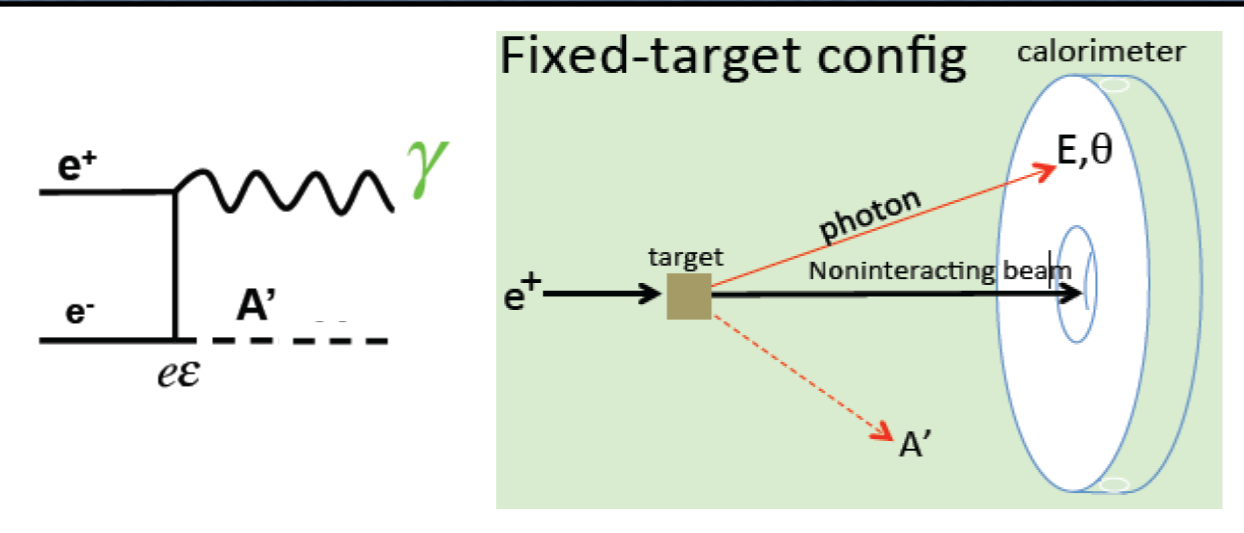 e+
γ
e-
A’
eε
Fixed-target config
calorimeter
E,θ
photon
target
Noninteracting beam
e+
A’